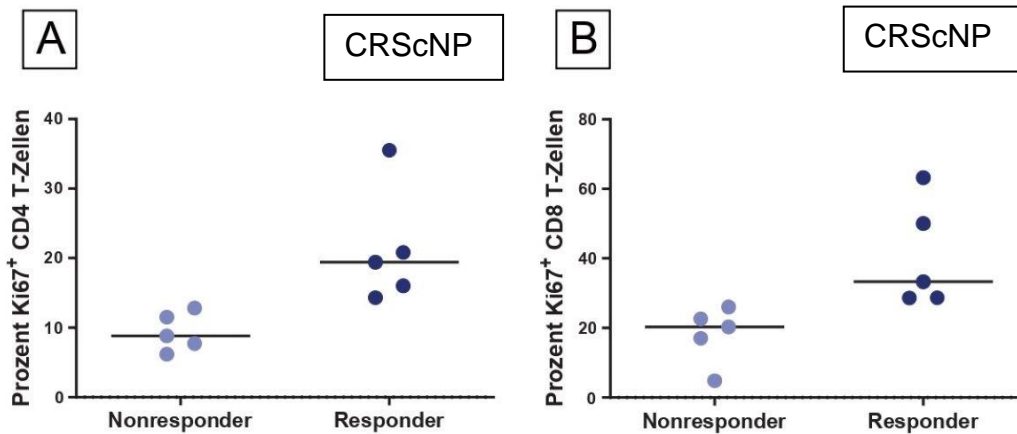 A
CRScNP
Prozent Ki67⁺ CD4 T-Zellen
40
30
20
10
0
Nonresponder
Responder
B
CRScNP
Prozent Ki67⁺ CD8 T-Zellen
80
60
40
20
0
Nonresponder
Responder